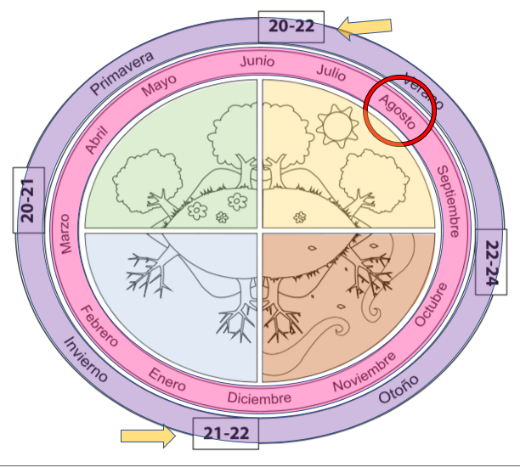 20-22
Primavera
Verano
Junio
Julio
Mayo
Agosto
Abril
Septiembre
20-21
Marzo
22-24
Octubre
Febrero
Invierno
Enero
Noviembre
Otoño
Diciembre
21-22